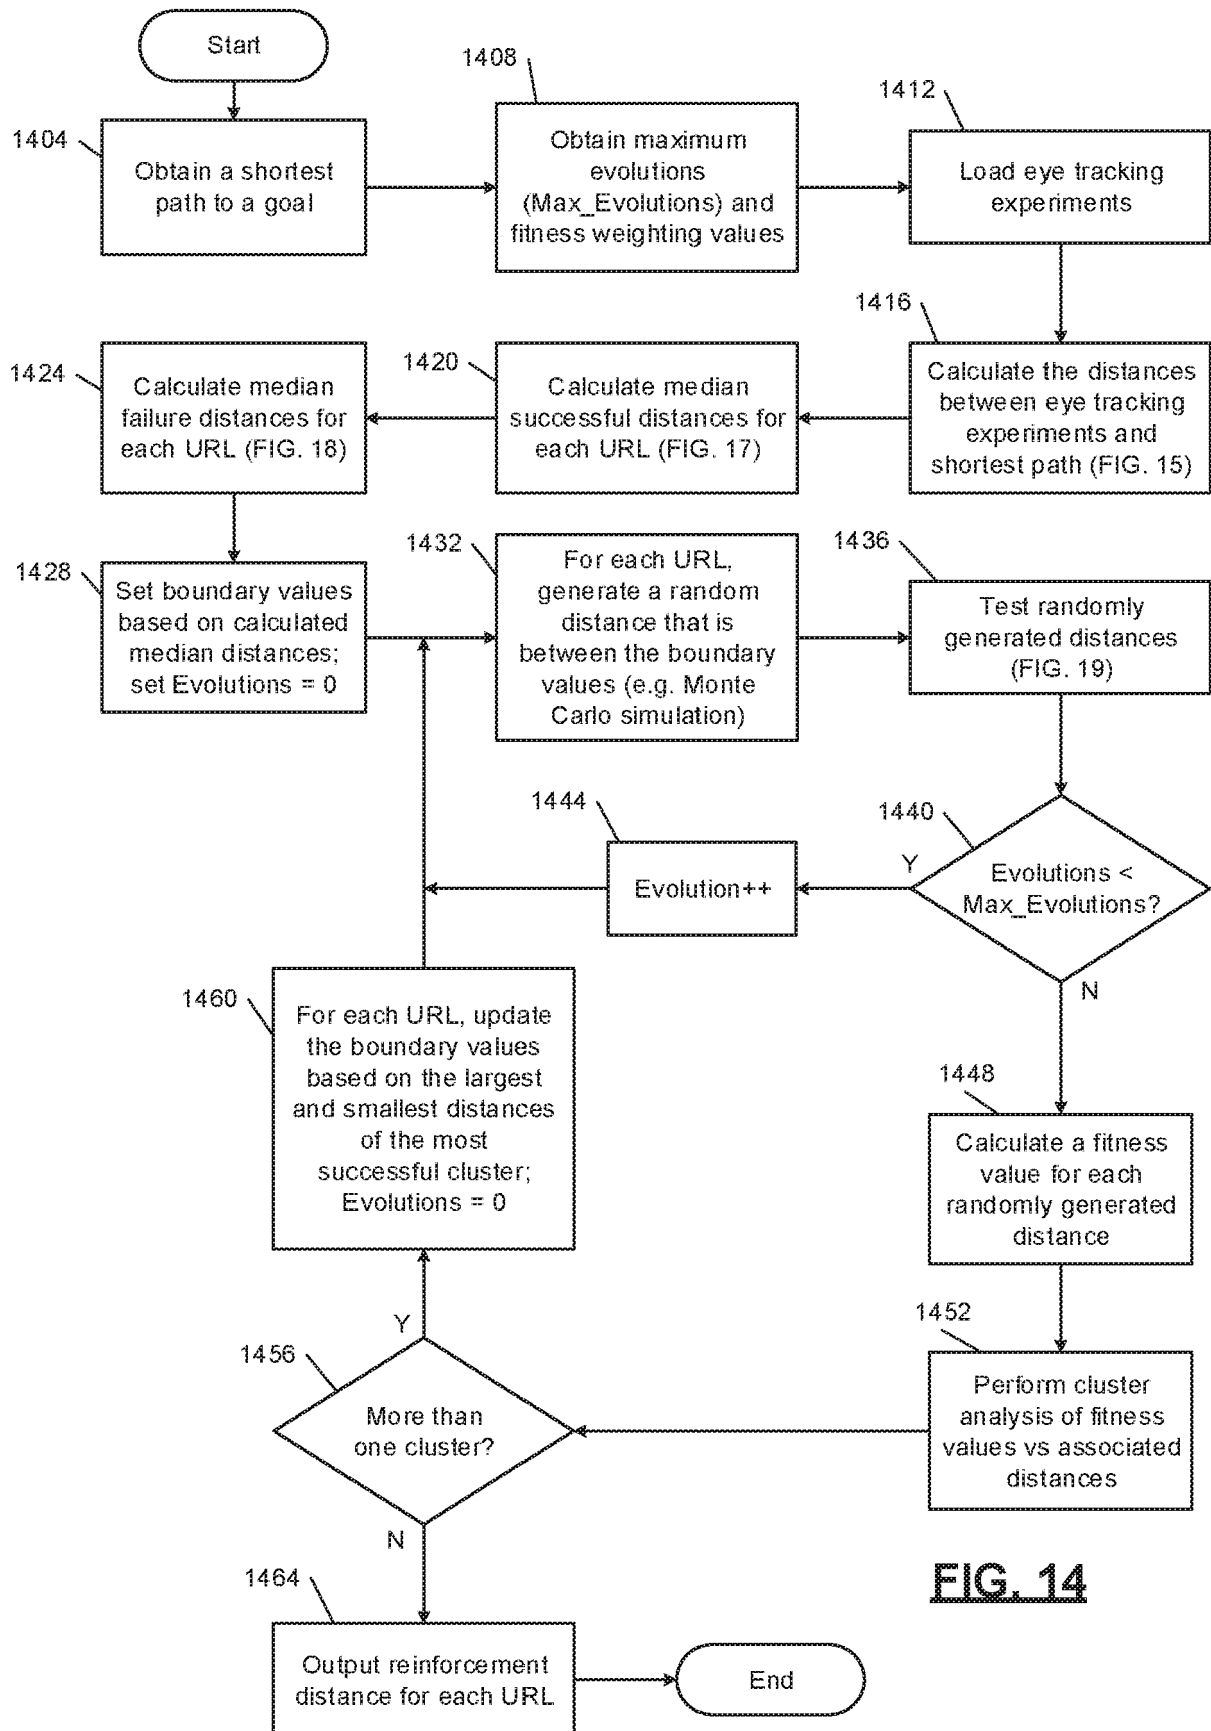 Start
1404
Obtain a shortest
path to a goal
1408
Obtain maximum
evolutions
(Max_Evolutions) and
fitness weighting values
1412
Load eye tracking
experiments
1416
Calculate the distances
between eye tracking
experiments and
shortest path (FIG. 15)
1420
Calculate median
successful distances for
each URL (FIG. 17)
1424
Calculate median
failure distances for
each URL (FIG. 18)
1428
Set boundary values
based on calculated
median distances;
set Evolutions = 0
1432
For each URL,
generate a random
distance that is
between the boundary
values (e.g. Monte
Carlo simulation)
1436
Test randomly
generated distances
(FIG. 19)
1440
Evolutions <
Max_Evolutions?
Y
N
1444
Evolution++
1448
Calculate a fitness
value for each
randomly generated
distance
1452
Perform cluster
analysis of fitness
values vs associated
distances
1456
More than
one cluster?
Y
N
1460
For each URL, update
the boundary values
based on the largest
and smallest distances
of the most
successful cluster;
Evolutions = 0
1464
Output reinforcement
distance for each URL
End
FIG. 14